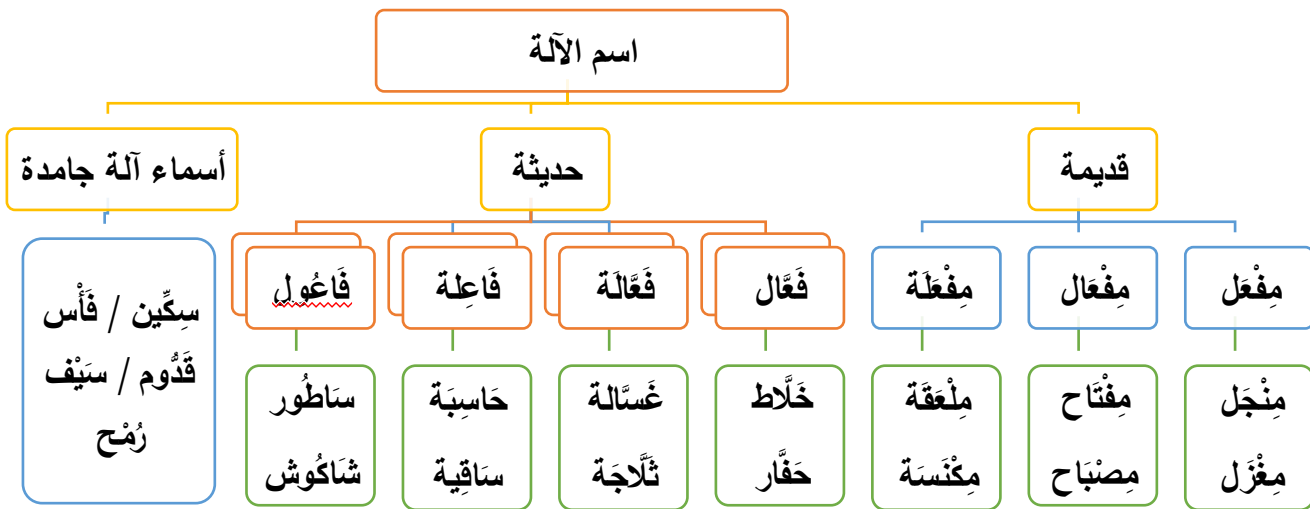 اسم الآلة
قديمة
حديثة
أسماء آلة جامدة
مِفْعَل
مِفْعَال
مِفْعَلَة
فَعَّال
فَعَّالَة
فَاعِلة
فَاعُول
سِكِّين / فَأْس
قَدُّوم / سَيْف
رُمْح
مِنْجَل
مِغْزَل
مِفْتَاح
مِصْبَاح
مِلْعَقَة
مِكْنَسَة
خَلَّاط
حَفَّار
غَسَّالة
ثَلَّاجَة
حَاسِبَة
سَاقِية
سَاطُور
شَاكُوش